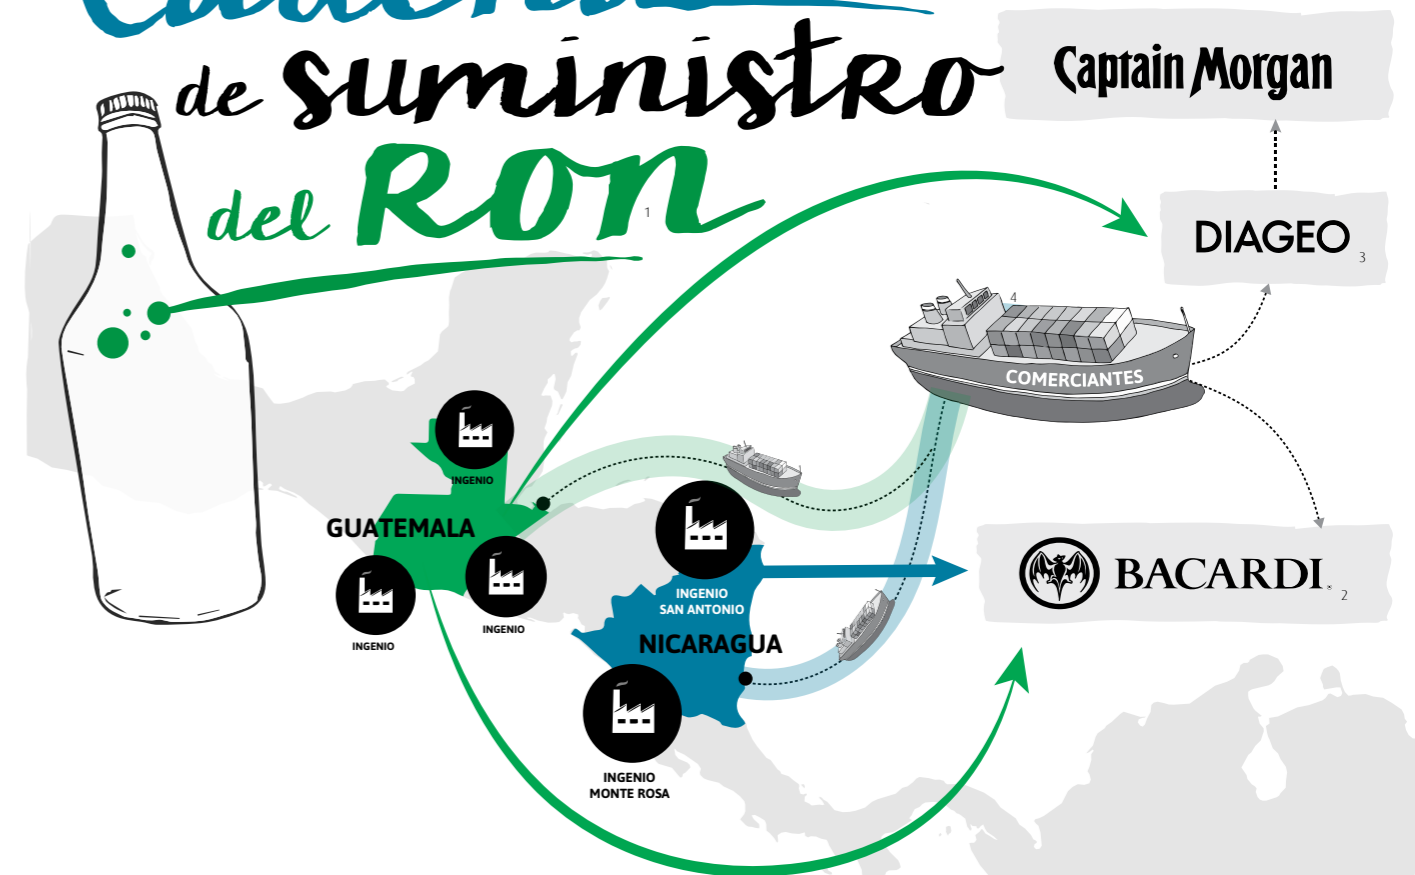 de suministro
del Ron 1
Captain Morgan
DIAGEO 3
4
COMERCIANTES
INGENIO
GUATEMALA
INGENIO
INGENIO
INGENIO
SAN ANTONIO
NICARAGUA
INGENIO
MONTE ROSA
BACARDI 2